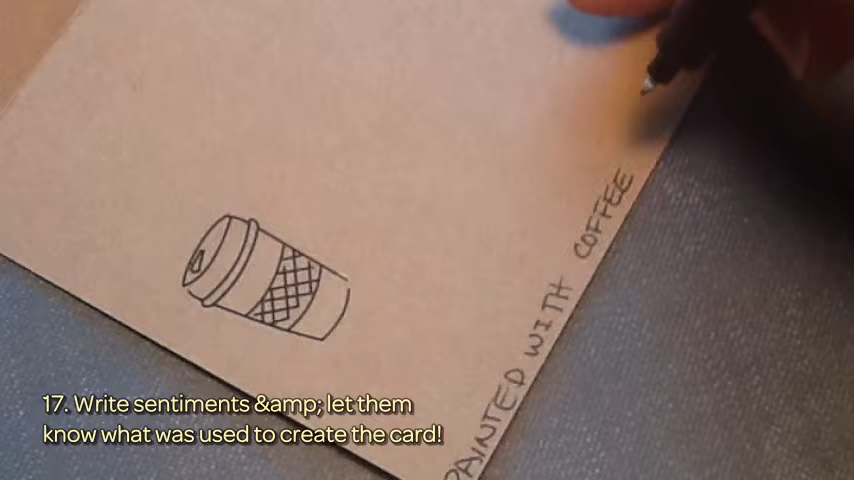 PAINTED WITH COFFEE
17. Write sentiments &amp; let them
know what was used to create the card!